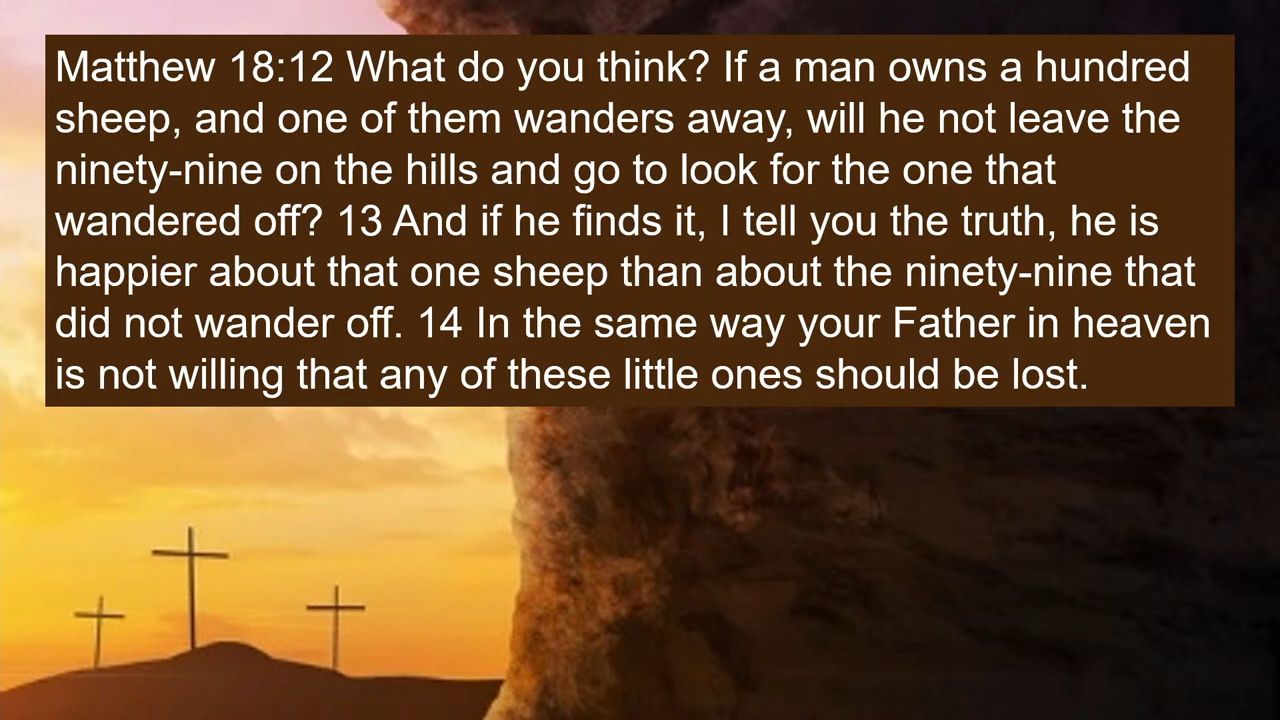 Matthew 18:12 What do you think? If a man owns a hundred
sheep, and one of them wanders away, will he not leave the
ninety-nine on the hills and go to look for the one that
wandered off? 13 And if he finds it, I tell you the truth, he is
happier about that one sheep than about the ninety-nine that
did not wander off. 14 In the same way your Father in heaven
is not willing that any of these little ones should be lost.